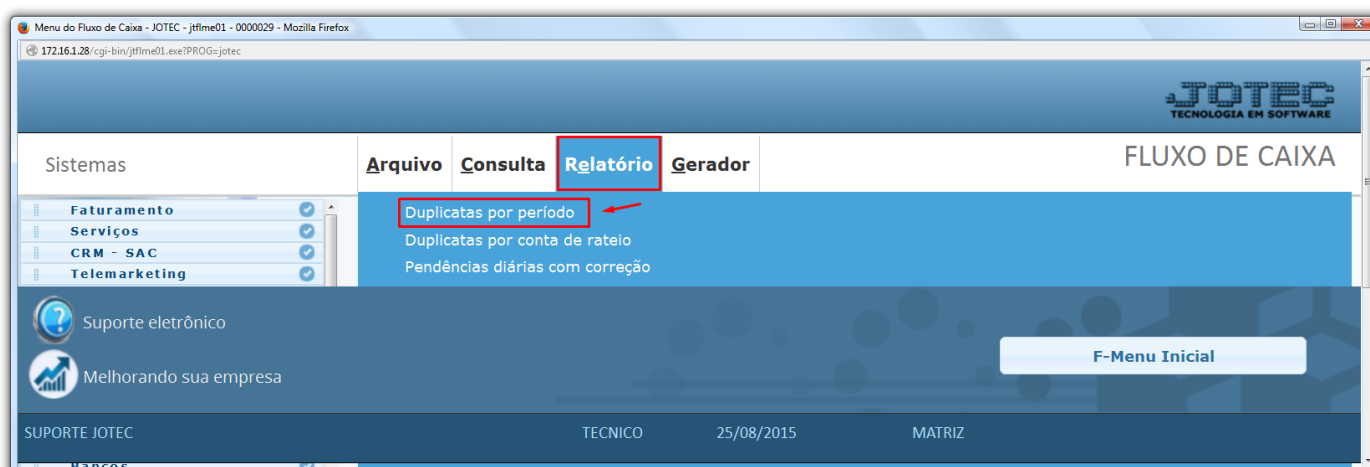 Menu do Fluxo de Caixa - JOTEC - jtflme01 - 0000029 - Mozilla Firefox
172.16.1.28/cgi-bin/jtflme01.exe?PROG=jotec
JOTEC
TECNOLOGIA EM SOFTWARE
Sistemas
Arquivo Consulta Relatório Gerador
FLUXO DE CAIXA
Faturamento
Serviços
CRM - SAC
Telemarketing
Duplicatas por período
Duplicatas por conta de rateio
Pendências diárias com correção
Suporte eletrônico
Melhorando sua empresa
F-Menu Inicial
SUPORTE JOTEC TECNICO 25/08/2015 MATRIZ
Bancos